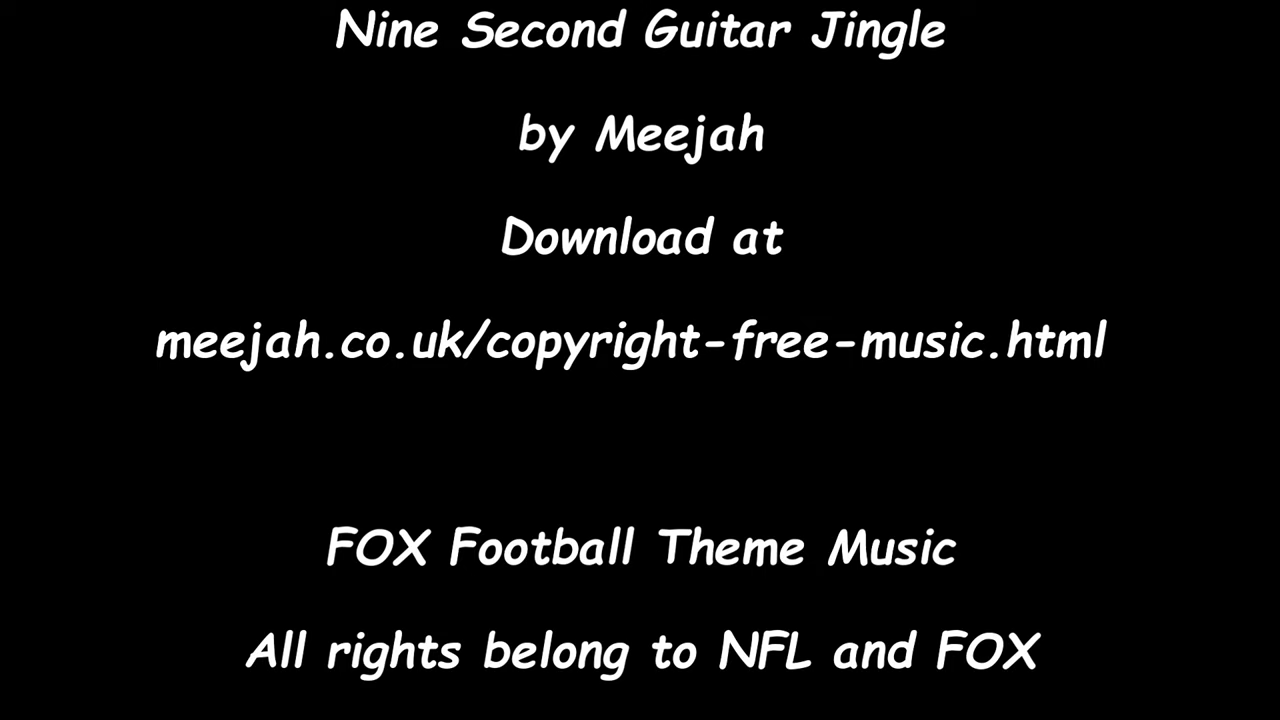 Nine Second Guitar Jingle
by Meejah
Download at
meejah.co.uk/copyright-free-music.html
FOX Football Theme Music
All rights belong to NFL and FOX